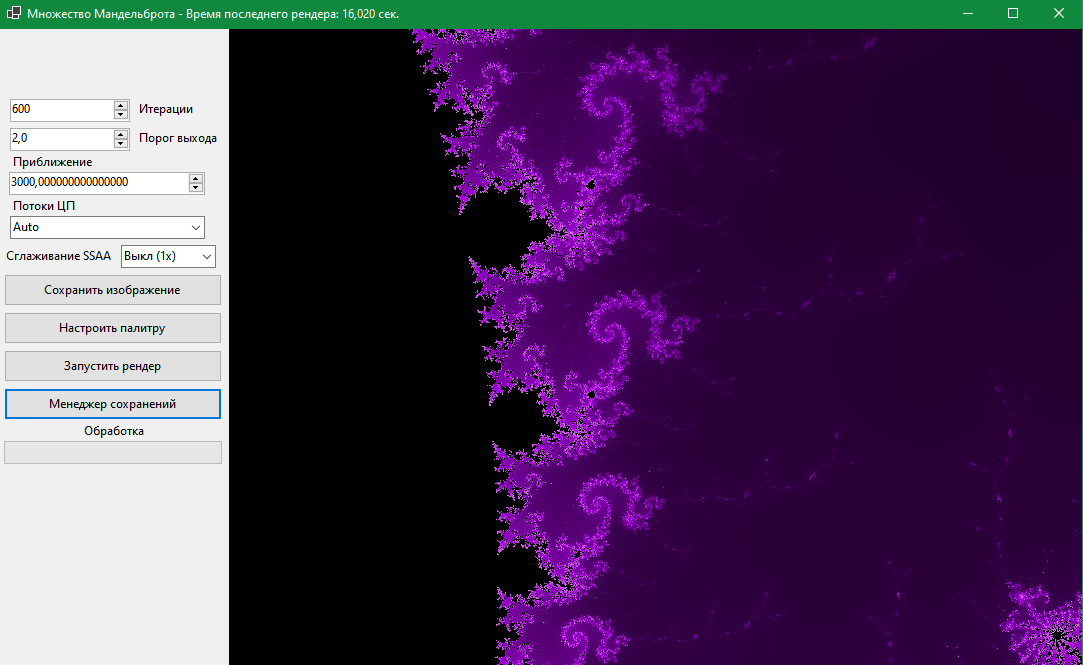 Множество Мандельброта - Время последнего рендера: 16,020 сек.
600 Итерации
2,0 Порог выхода
Приближение
3000,000000000000000
Потоки ЦП
Auto
Сглаживание SSAA Выкл (1x)
Сохранить изображение
Настроить палитру
Запустить рендер
Менеджер сохранений
Обработка